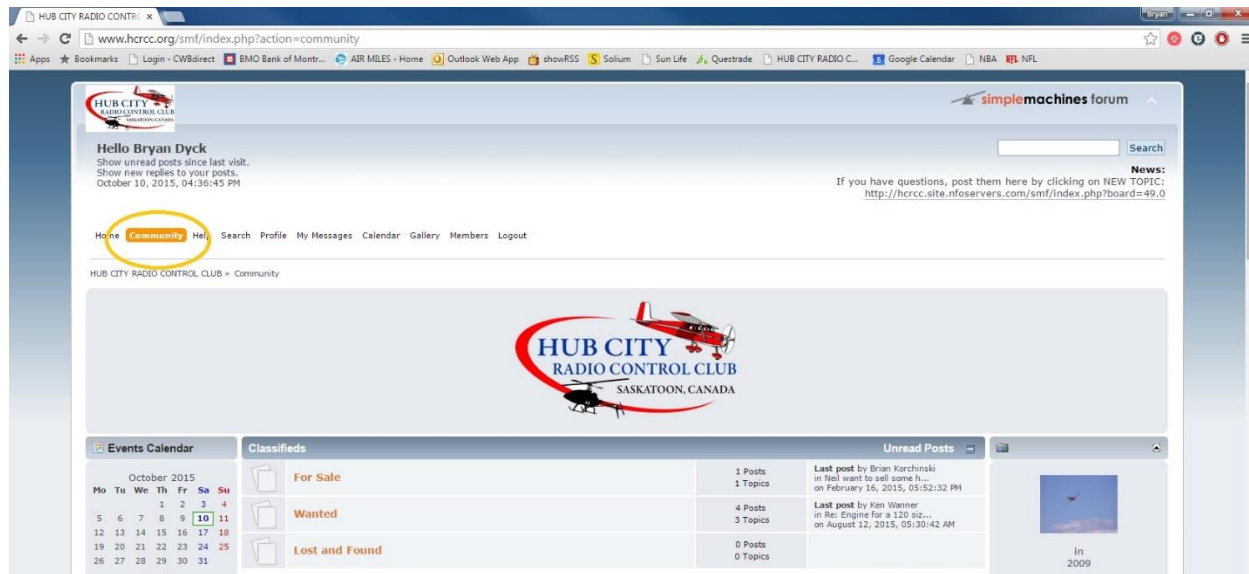 HUB CITY RADIO CONTRC
Bryan
www.hcrcc.org/smf/index.php?action=community
Apps Bookmarks Login - CWBdirect BMO Bank of Montr... AIR MILES - Home Outlook Web App showRSS Solium Sun Life Questrade HUB CITY RADIO C... Google Calendar NBA NFL
HUB CITY
RADIO CONTROL CLUB
SASKATOON, CANADA
simplemachines forum
Hello Bryan Dyck
Show unread posts since last visit.
Show new replies to your posts.
October 10, 2015, 04:36:45 PM
Search
News:
If you have questions, post them here by clicking on NEW TOPIC:
http://hcrcc.site.nfoservers.com/smf/index.php?board=49.0
Home Community Help Search Profile My Messages Calendar Gallery Members Logout
HUB CITY RADIO CONTROL CLUB » Community
HUB CITY
RADIO CONTROL CLUB
SASKATOON, CANADA
Events Calendar
October 2015
Mo Tu We Th Fr Sa Su
1 2 3 4
5 6 7 8 9 10 11
12 13 14 15 16 17 18
19 20 21 22 23 24 25
26 27 28 29 30 31
Classifieds Unread Posts
For Sale
1 Posts
1 Topics
Last post by Brian Korchinski
in Neil want to sell some h...
on February 16, 2015, 05:52:32 PM
Wanted
4 Posts
3 Topics
Last post by Ken Wanner
in Re: Engine for a 120 siz...
on August 12, 2015, 05:30:42 AM
Lost and Found
0 Posts
0 Topics
in
2009